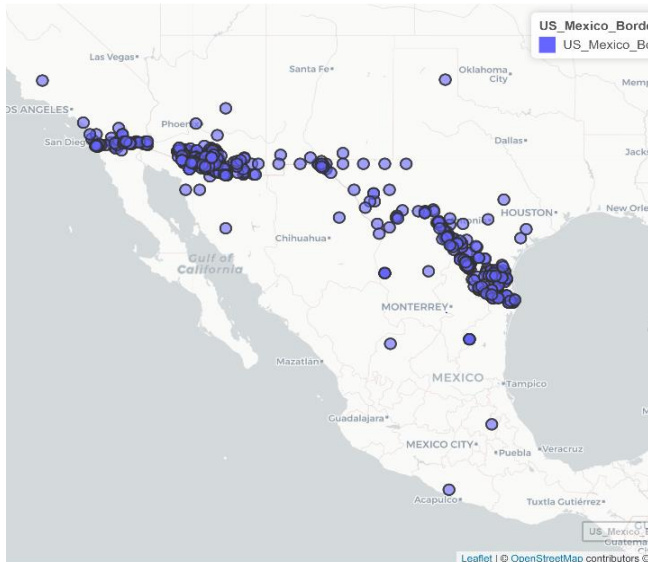 US_Mexico_Borde
US_Mexico_Bo
Las Vegas
Santa Fe
Oklahoma
City
OS ANGELES
Memp
Phoe
San Dieg
Dallas
Jacks
HOUSTON
New Orle
Chihuahua
Gulf of
California
MONTERREY
Mazatlán
MEXICO
Tampico
Guadalajara
MEXICO CITY
Puebla
Veracruz
Acapulco
Tuxtla Gutiérrez
US_Mexico_B
Guatema
Leaflet | © OpenStreetMap contributors ©